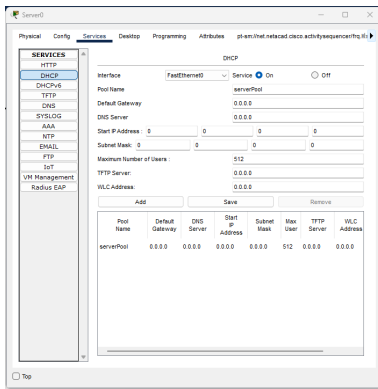 Server0
Physical Config Services Desktop Programming Attributes pt-sm://net.netacad.cisco.activitysequencer/frq.lfs
SERVICES
HTTP
DHCP
DHCPv6
TFTP
DNS
SYSLOG
AAA
NTP
EMAIL
FTP
IoT
VM Management
Radius EAP
DHCP
Interface FastEthernet0 Service On Off
Pool Name serverPool
Default Gateway 0.0.0.0
DNS Server 0.0.0.0
Start IP Address : 0 0 0 0
Subnet Mask: 0 0 0 0
Maximum Number of Users : 512
TFTP Server: 0.0.0.0
WLC Address: 0.0.0.0
Add Save Remove
Pool Name Default Gateway DNS Server Start IP Address Subnet Mask Max User TFTP Server WLC Address
serverPool 0.0.0.0 0.0.0.0 0.0.0.0 0.0.0.0 512 0.0.0.0 0.0.0.0
Top